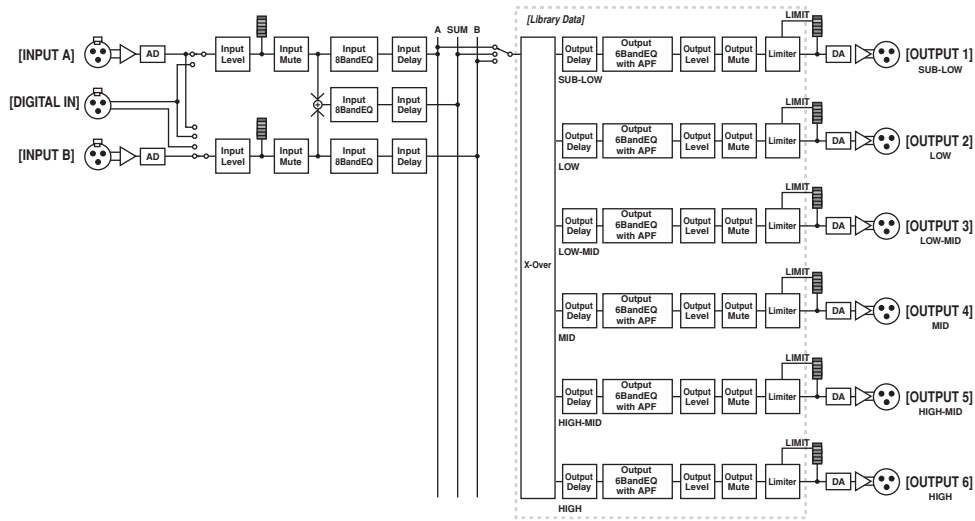 [Library Data]
LIMIT
A SUM B
[INPUT A]
AD
Input
Level
Input
Mute
Input
8BandEQ
Input
Delay
Output
Delay
Output
6BandEQ
with APF
Output
Level
Output
Mute
Limiter
DA
[OUTPUT 1]
SUB-LOW
SUB-LOW
[DIGITAL IN]
Input
8BandEQ
Input
Delay
LIMIT
[INPUT B]
AD
Input
Level
Input
Mute
Input
8BandEQ
Input
Delay
Output
Delay
Output
6BandEQ
with APF
Output
Level
Output
Mute
Limiter
DA
[OUTPUT 2]
LOW
LOW
LIMIT
Output
Delay
Output
6BandEQ
with APF
Output
Level
Output
Mute
Limiter
DA
[OUTPUT 3]
LOW-MID
LOW-MID
X-Over
LIMIT
Output
Delay
Output
6BandEQ
with APF
Output
Level
Output
Mute
Limiter
DA
[OUTPUT 4]
MID
MID
LIMIT
Output
Delay
Output
6BandEQ
with APF
Output
Level
Output
Mute
Limiter
DA
[OUTPUT 5]
HIGH-MID
HIGH-MID
LIMIT
Output
Delay
Output
6BandEQ
with APF
Output
Level
Output
Mute
Limiter
DA
[OUTPUT 6]
HIGH
HIGH